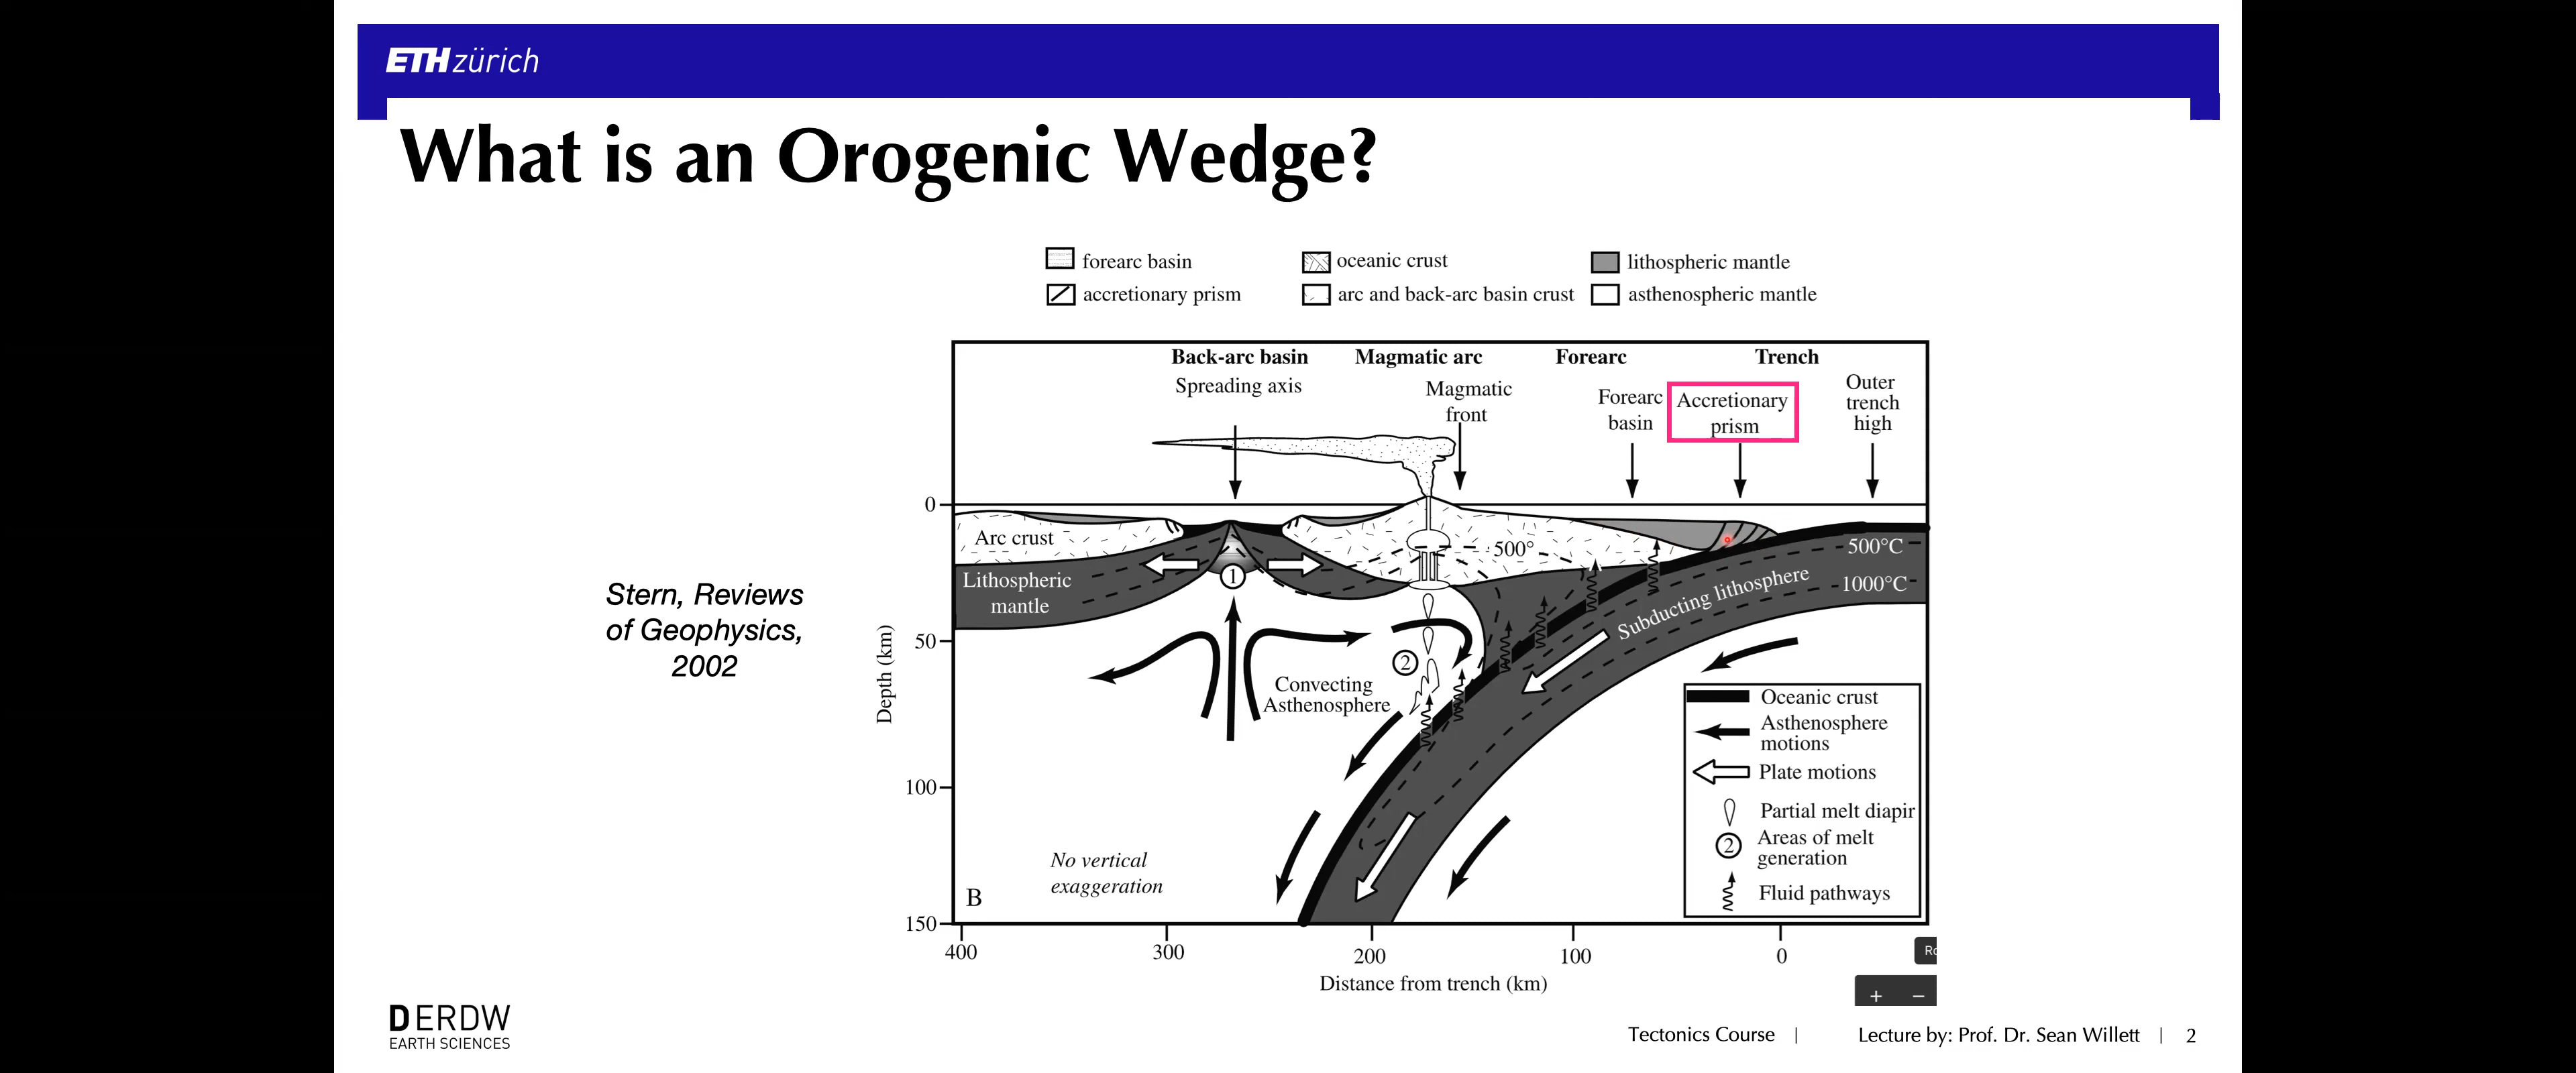 ETH zürich
What is an Orogenic Wedge?
forearc basin
oceanic crust
lithospheric mantle
accretionary prism
arc and back-arc basin crust
asthenospheric mantle
Back-arc basin
Magmatic arc
Forearc
Trench
Spreading axis
Magmatic
front
Forearc
basin
Accretionary
prism
Outer
trench
high
0
50
100
150
Depth (km)
Arc crust
Lithospheric
mantle
1
500°
500°C
1000°C
Subducting lithosphere
2
Convecting
Asthenosphere
Stern, Reviews
of Geophysics,
2002
Oceanic crust
Asthenosphere
motions
Plate motions
Partial melt diapir
2
Areas of melt
generation
Fluid pathways
No vertical
exaggeration
B
400
300
200
100
0
Distance from trench (km)
+ −
DERDW
EARTH SCIENCES
Tectonics Course | Lecture by: Prof. Dr. Sean Willett | 2